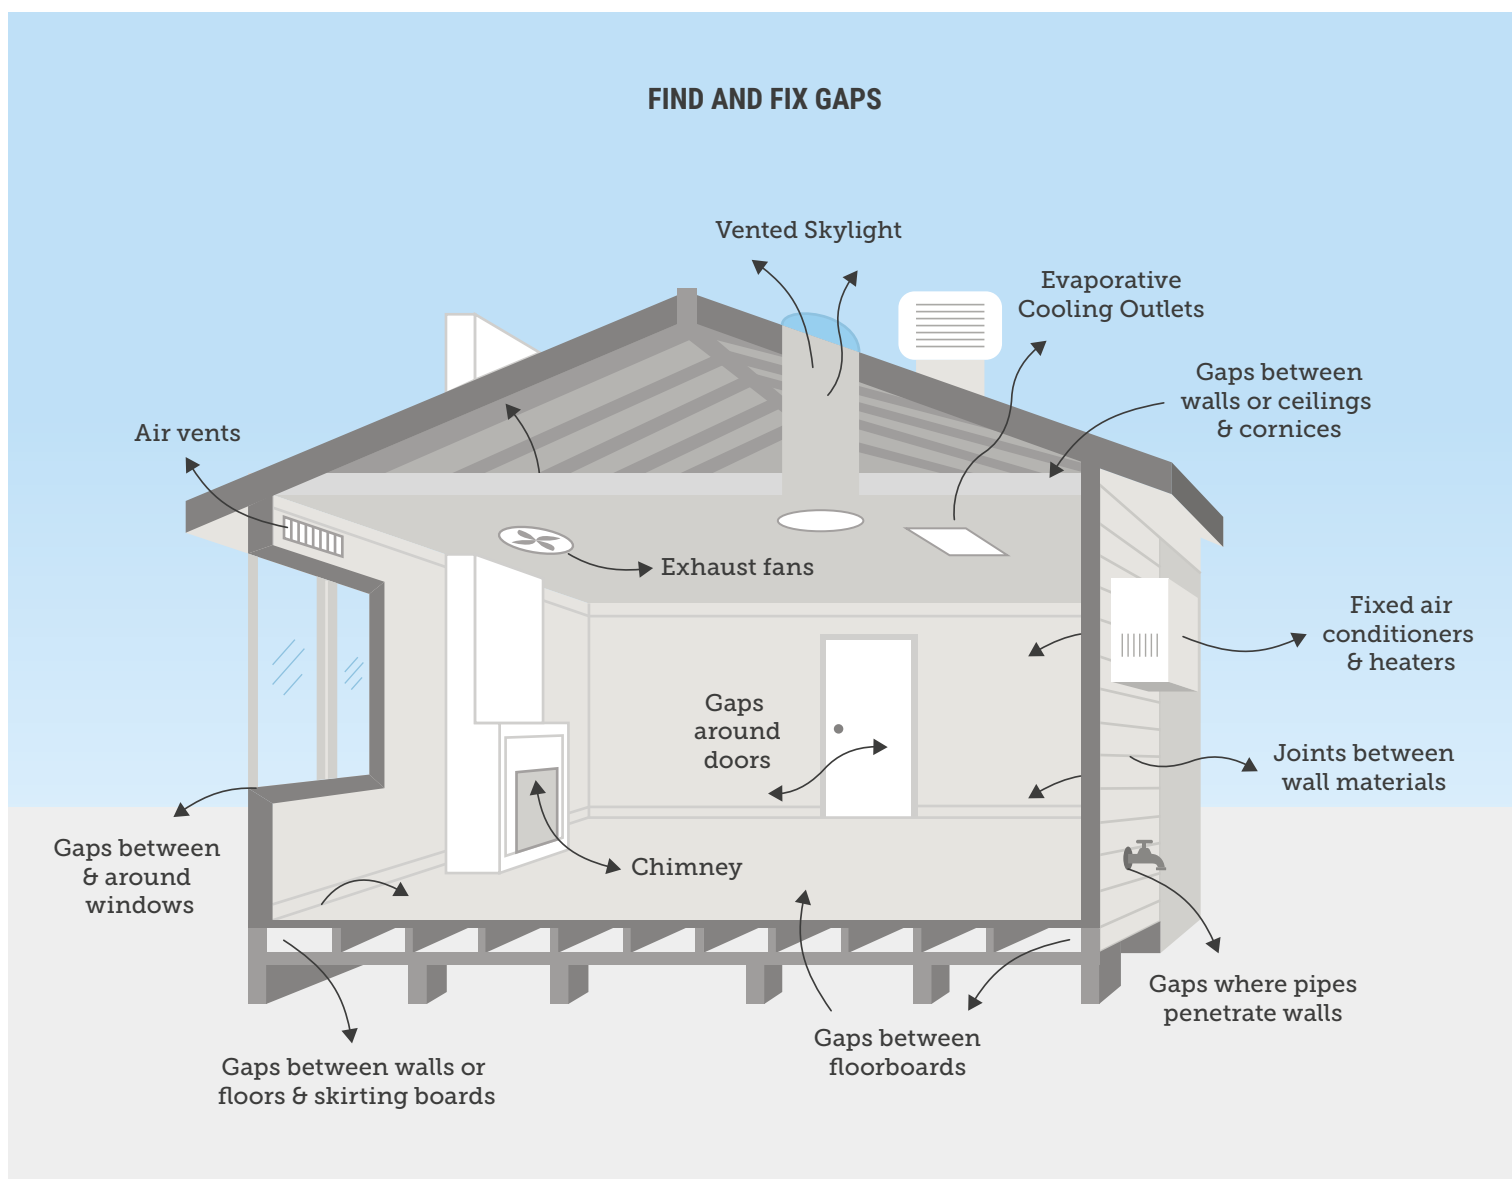 FIND AND FIX GAPS
Vented Skylight
Evaporative
Cooling Outlets
Gaps between
walls or ceilings
& cornices
Air vents
Exhaust fans
Fixed air
conditioners
& heaters
Gaps
around
doors
Joints between
wall materials
Gaps between
& around
windows
Chimney
Gaps where pipes
penetrate walls
Gaps between
floorboards
Gaps between walls or
floors & skirting boards